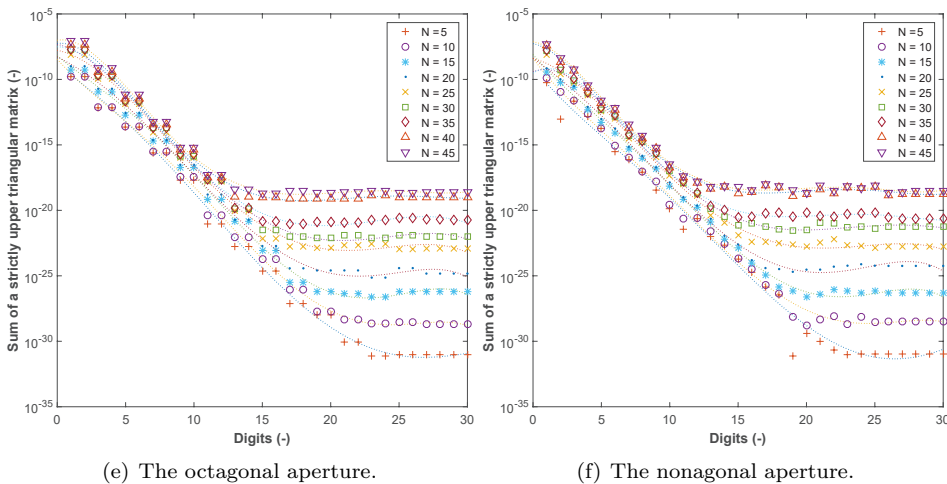 Sum of a strictly upper triangular matrix (-)
10^-5
10^-10
10^-15
10^-20
10^-25
10^-30
10^-35
0 5 10 15 20 25 30
Digits (-)
N = 5
N = 10
N = 15
N = 20
N = 25
N = 30
N = 35
N = 40
N = 45
(e) The octagonal aperture.
Sum of a strictly upper triangular matrix (-)
10^-5
10^-10
10^-15
10^-20
10^-25
10^-30
10^-35
0 5 10 15 20 25 30
Digits (-)
N = 5
N = 10
N = 15
N = 20
N = 25
N = 30
N = 35
N = 40
N = 45
(f) The nonagonal aperture.